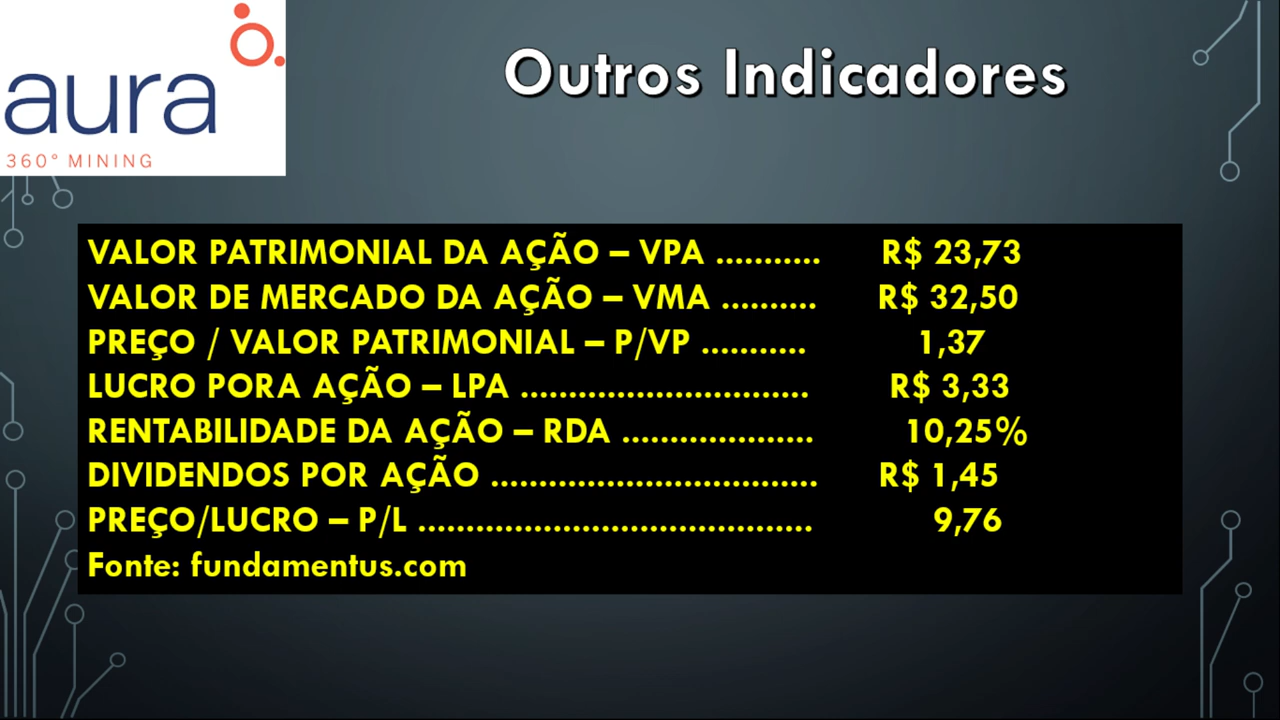 aura
360° MINING
Outros Indicadores
VALOR PATRIMONIAL DA AÇÃO – VPA ........... R$ 23,73
VALOR DE MERCADO DA AÇÃO – VMA .......... R$ 32,50
PREÇO / VALOR PATRIMONIAL – P/VP ........... 1,37
LUCRO PORA AÇÃO – LPA .............................. R$ 3,33
RENTABILIDADE DA AÇÃO – RDA .................... 10,25%
DIVIDENDOS POR AÇÃO .................................. R$ 1,45
PREÇO/LUCRO – P/L ......................................... 9,76
Fonte: fundamentus.com